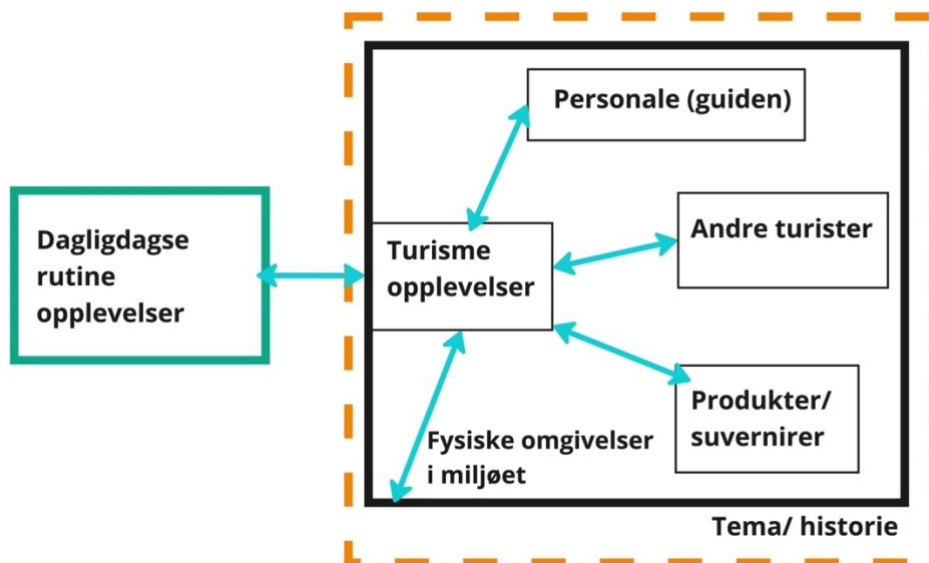 Personale (guiden)
Dagligdagse
rutine
opplevelser
Turisme
opplevelser
Andre turister
Produkter/
suvernirer
Fysiske omgivelser
i miljøet
Tema/ historie